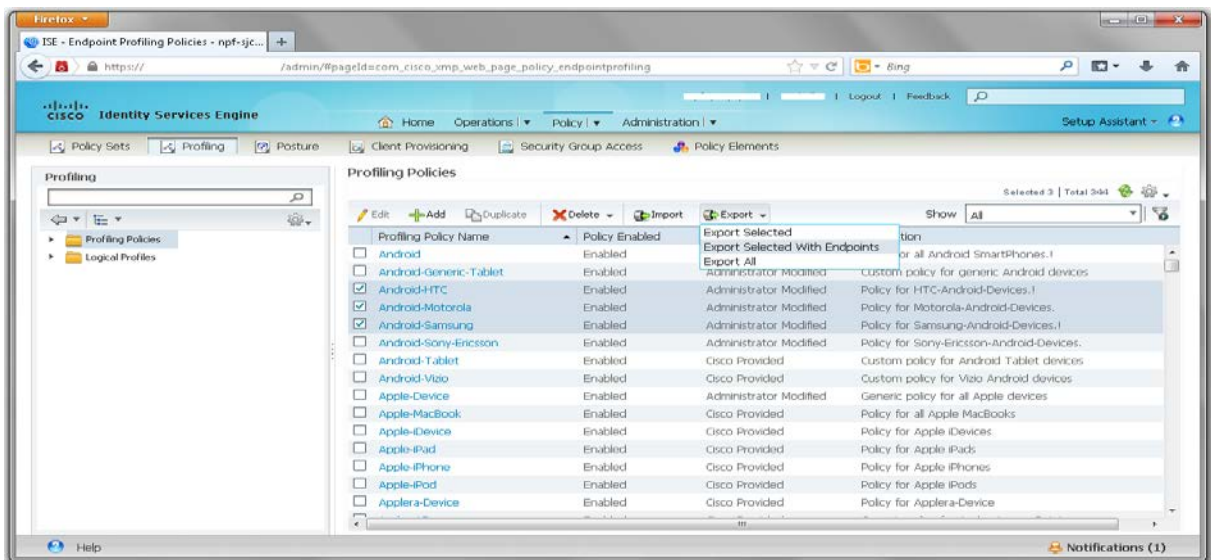 Firefox
ISE - Endpoint Profiling Policies - npf-sjc... +
https:// /admin/#pageId=com_cisco_xmp_web_page_policy_endpointprofiling Bing
Logout | Feedback
CISCO Identity Services Engine
Home Operations | Policy | Administration | Setup Assistant
Policy Sets Profiling Posture Client Provisioning Security Group Access Policy Elements
Profiling
Profiling Policies
Logical Profiles
Profiling Policies
Selected 3 | Total
Edit Add Duplicate Delete Import Export Show All
Export Selected
Export Selected With Endpoints
Export All
Profiling Policy Name Policy Enabled tion
Android Enabled or all Android SmartPhones.!
Android-Generic-Tablet Enabled Administrator Modified Custom policy for generic Android devices
Android-HTC Enabled Administrator Modified Policy for HTC-Android-Devices.!
Android-Motorola Enabled Administrator Modified Policy for Motorola-Android-Devices.
Android-Samsung Enabled Administrator Modified Policy for Samsung-Android-Devices.!
Android-Sony-Ericsson Enabled Administrator Modified Policy for Sony-Ericsson-Android-Devices.
Android-Tablet Enabled Cisco Provided Custom policy for Android Tablet devices
Android-Vizio Enabled Cisco Provided Custom policy for Vizio Android devices
Apple-Device Enabled Administrator Modified Generic policy for all Apple devices
Apple-MacBook Enabled Cisco Provided Policy for all Apple MacBooks
Apple-iDevice Enabled Cisco Provided Policy for Apple iDevices
Apple-iPad Enabled Cisco Provided Policy for Apple iPads
Apple-iPhone Enabled Cisco Provided Policy for Apple iPhones
Apple-iPod Enabled Cisco Provided Policy for Apple iPods
Applera-Device Enabled Cisco Provided Policy for Applera-Device
Help Notifications (1)